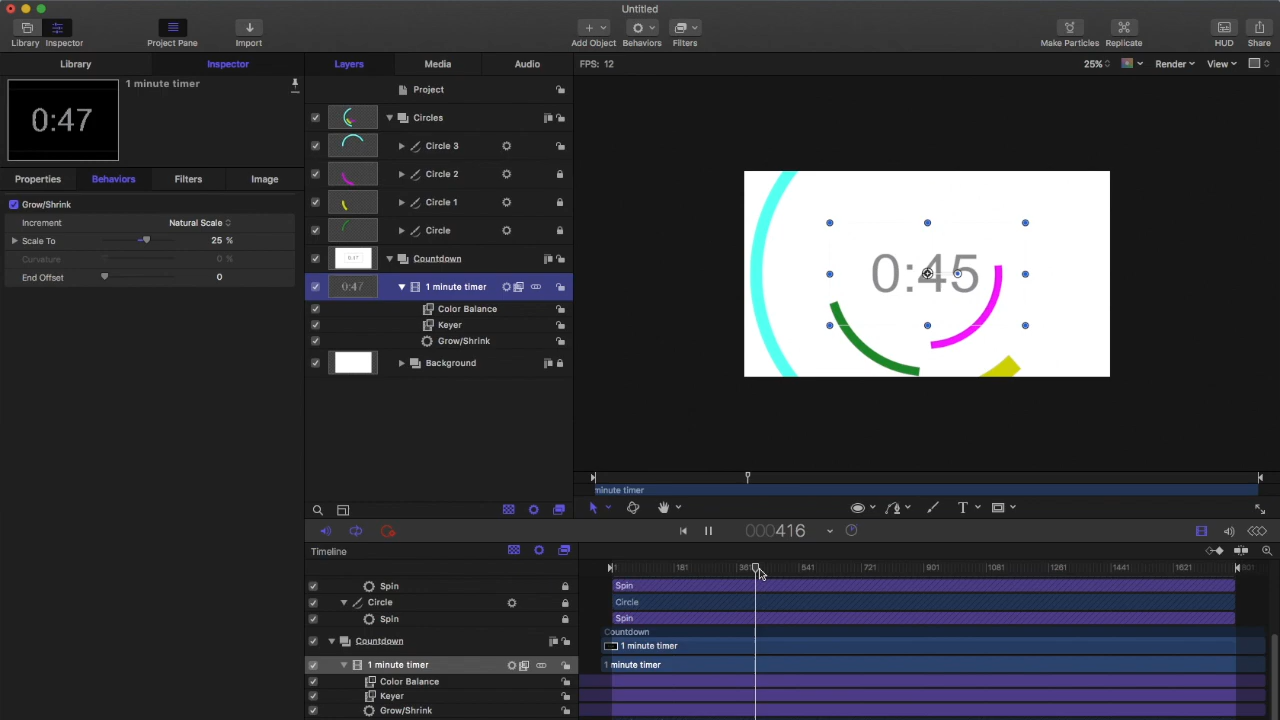 Untitled
Library
Inspector
Project Pane
Import
Add Object
Behaviors
Filters
Make Particles
Replicate
HUD
Share
Library
Inspector
Layers
Media
Audio
FPS: 12
25%
Render
View
1 minute timer
0:47
Project
Circles
Circle 3
Circle 2
Circle 1
Circle
Countdown
1 minute timer
Color Balance
Keyer
Grow/Shrink
Background
Properties
Behaviors
Filters
Image
Grow/Shrink
Increment
Natural Scale
Scale To
25 %
Curvature
0 %
End Offset
0
0:45
minute timer
T
000416
Timeline
1
181
361
541
721
901
1081
1261
1441
1621
801
Spin
Spin
Circle
Circle
Spin
Spin
Countdown
Countdown
1 minute timer
1 minute timer
1 minute timer
Color Balance
Keyer
Grow/Shrink